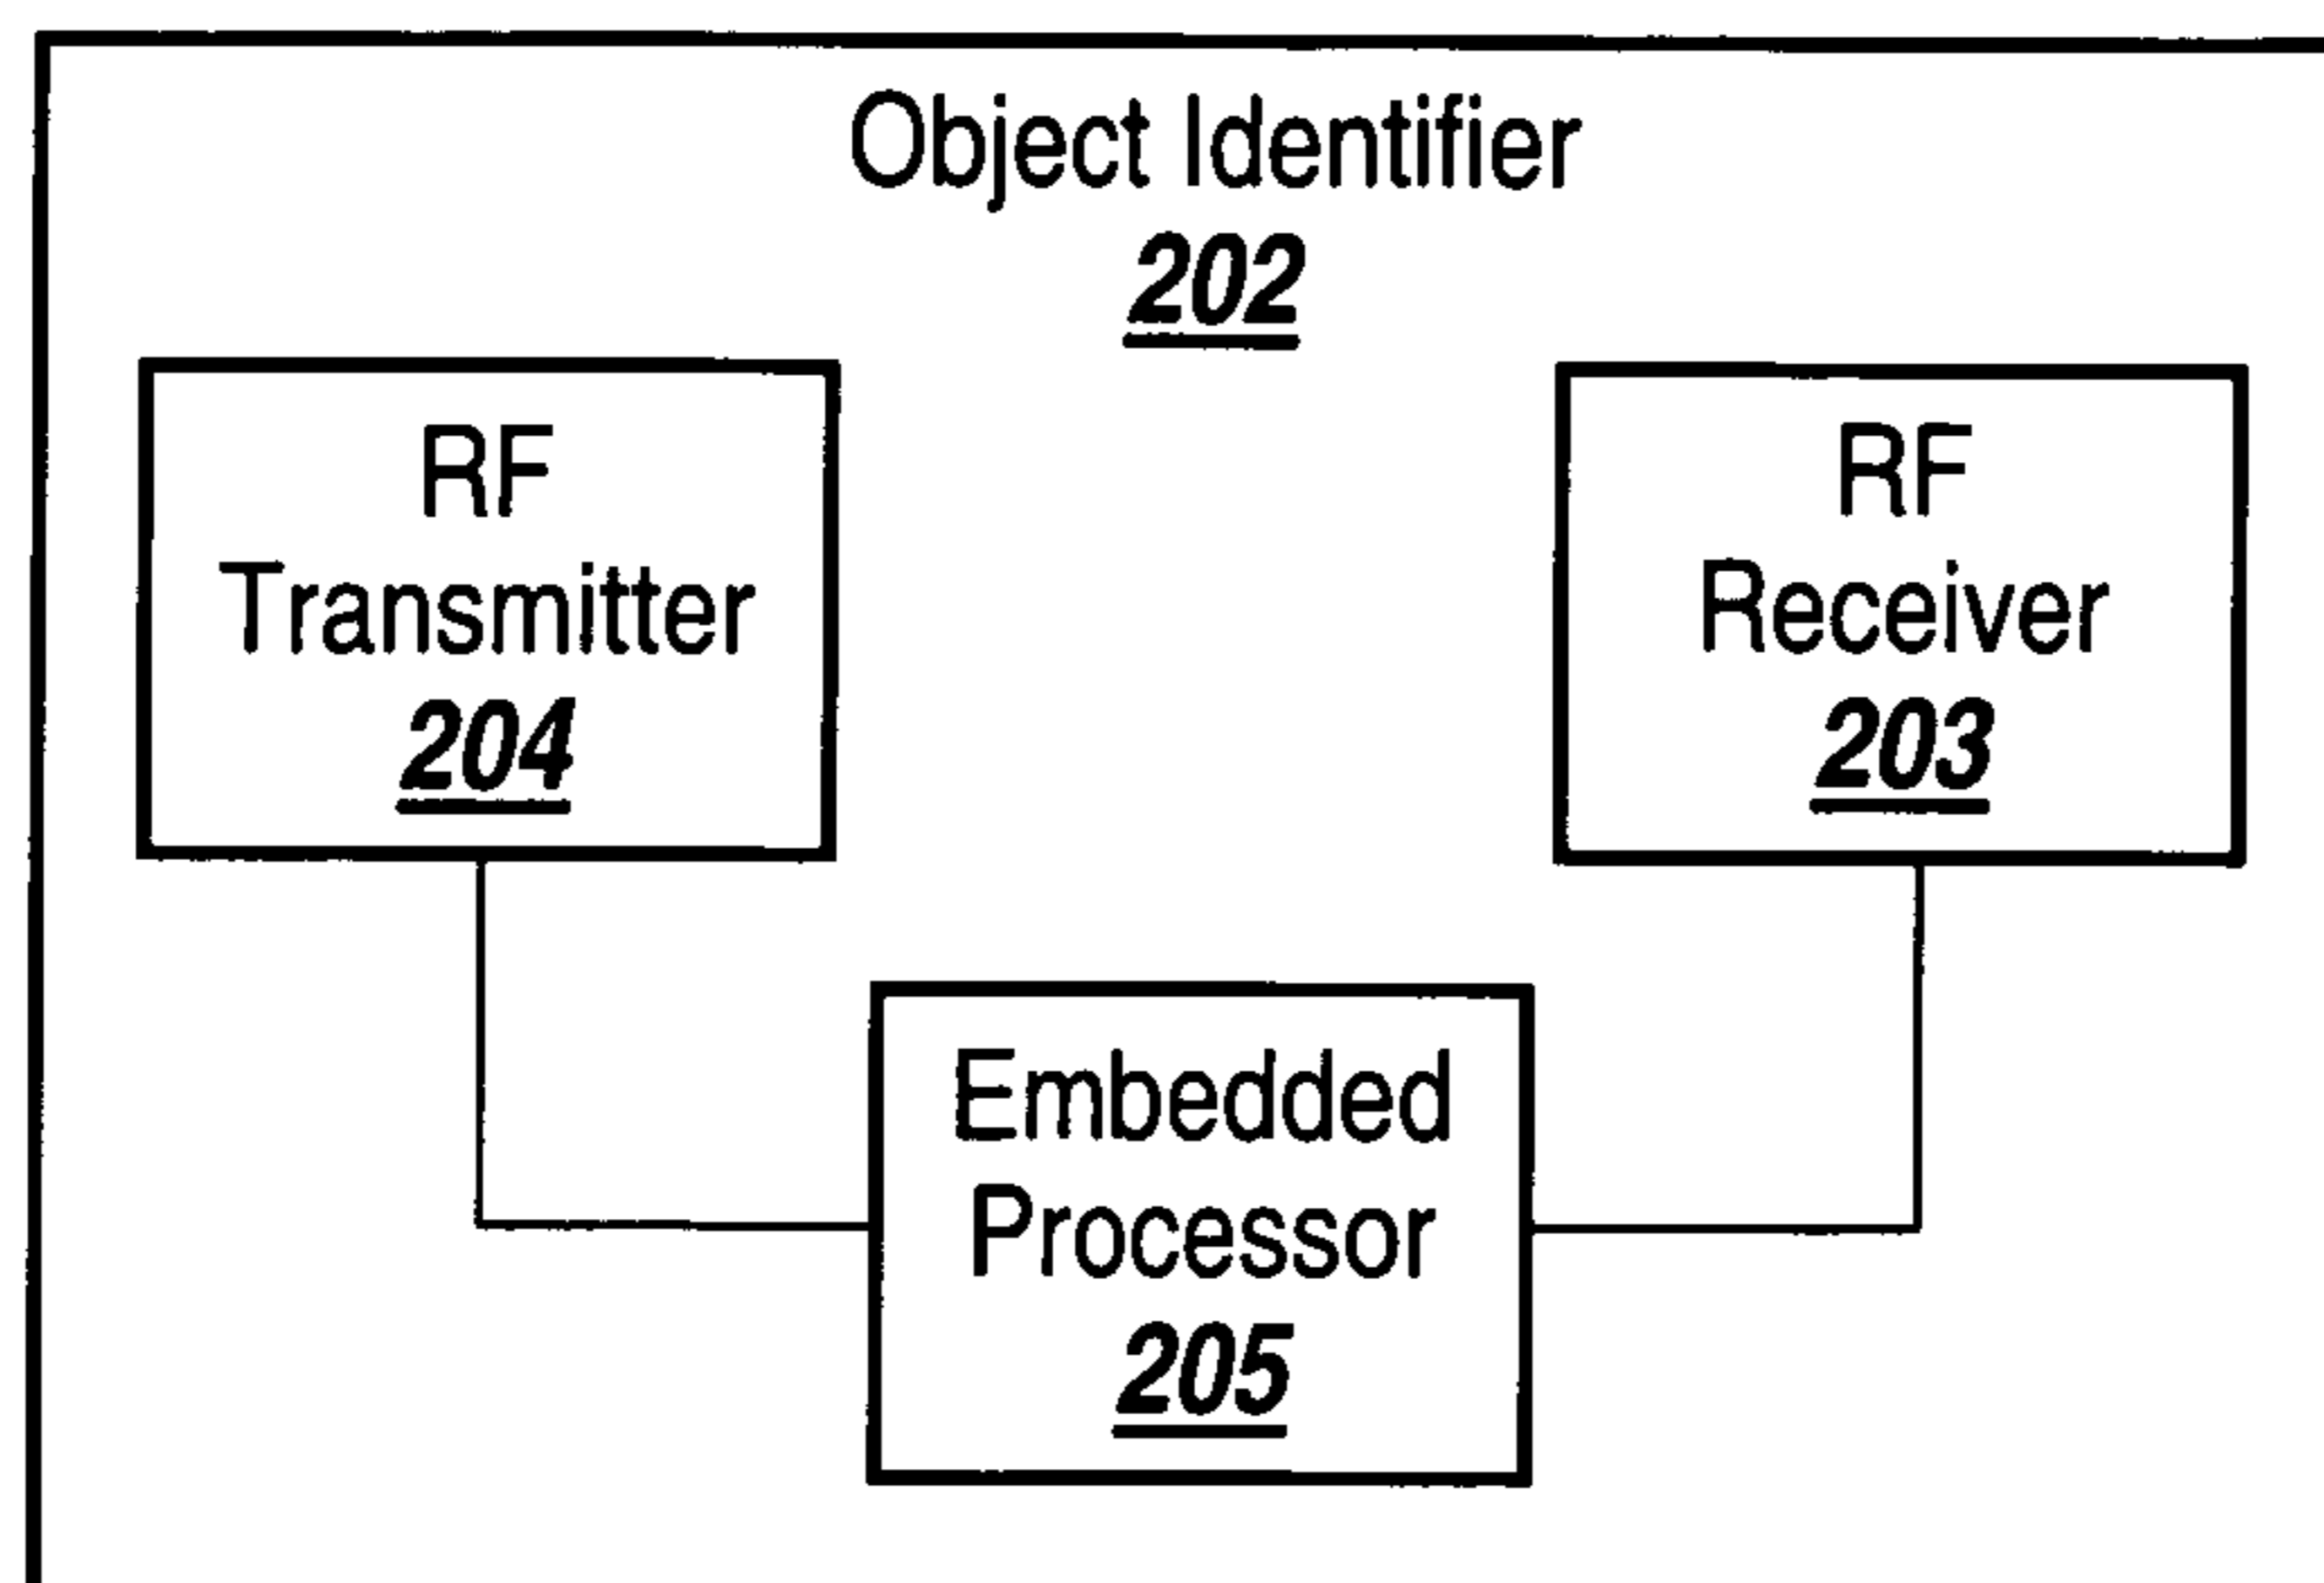 Object Identifier
202
RF
Transmitter
204
RF
Receiver
203
Embedded
Processor
205